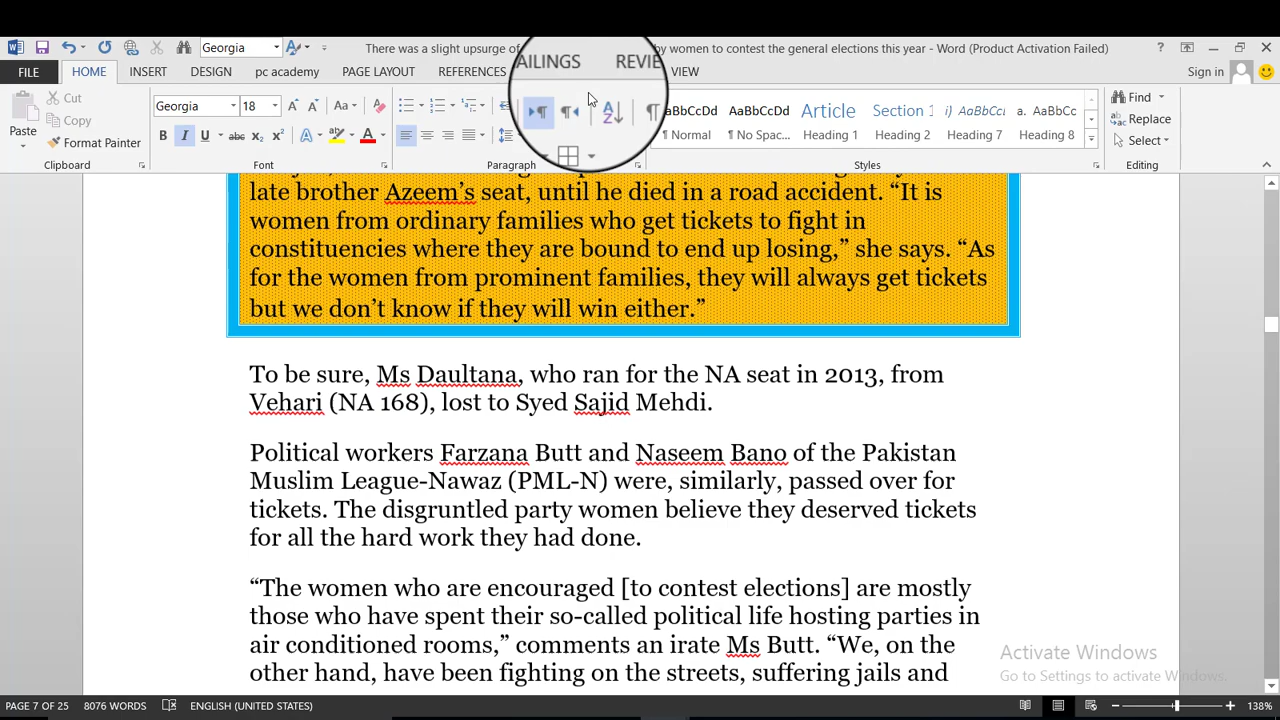 Georgia
There was a slight upsurge of
by women to contest the general elections this year - Word (Product Activation Failed)
?
FILE
HOME
INSERT
DESIGN
pc academy
PAGE LAYOUT
REFERENCES
AILINGS
REVIE
VIEW
Sign in
Paste
Cut
Copy
Format Painter
Clipboard
Georgia
18
Aa
B
I
U
abc
X₂
X²
A
ab
A
Font
Paragraph
¶
AaBbCcDd
Article
Section 1
i) AaBbCcI
a. AaBbCc
¶ Normal
¶ No Spac...
Heading 1
Heading 7
Heading 8
Styles
Find
Replace
Select
Editing
late brother Azeem’s seat, until he died in a road accident. “It is
women from ordinary families who get tickets to fight in
constituencies where they are bound to end up losing,” she says. “As
for the women from prominent families, they will always get tickets
but we don’t know if they will win either.”
To be sure, Ms Daultana, who ran for the NA seat in 2013, from
Vehari (NA 168), lost to Syed Sajid Mehdi.
Political workers Farzana Butt and Naseem Bano of the Pakistan
Muslim League-Nawaz (PML-N) were, similarly, passed over for
tickets. The disgruntled party women believe they deserved tickets
for all the hard work they had done.
“The women who are encouraged [to contest elections] are mostly
those who have spent their so-called political life hosting parties in
air conditioned rooms,” comments an irate Ms Butt. “We, on the
other hand, have been fighting on the streets, suffering jails and
Activate Windows
Go to Settings to activate Windows.
PAGE 7 OF 25
8076 WORDS
ENGLISH (UNITED STATES)
138%